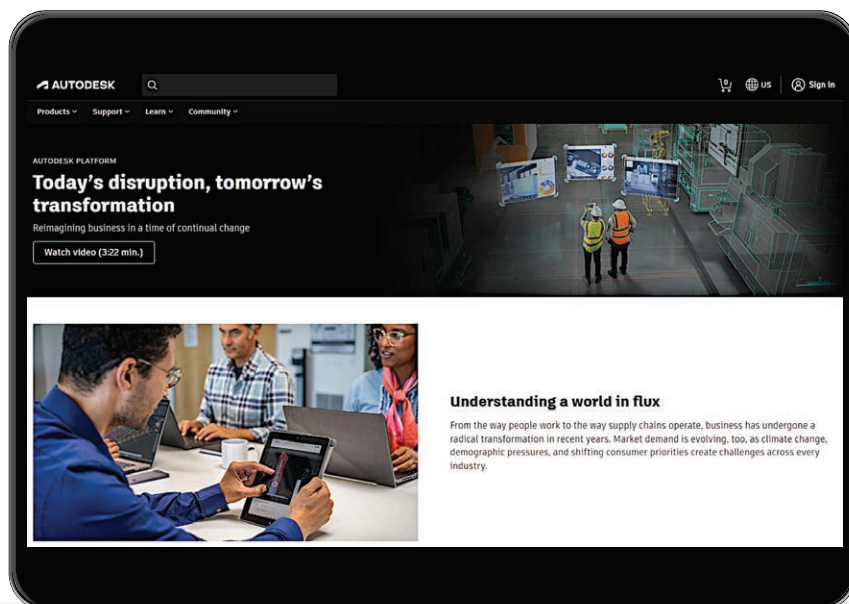 AUTODESK
0
US
Sign in
Products
Support
Learn
Community
AUTODESK PLATFORM
Today's disruption, tomorrow's
transformation
Reimagining business in a time of continual change
Watch video (3:22 min.)
Understanding a world in flux
From the way people work to the way supply chains operate, business has undergone a
radical transformation in recent years. Market demand is evolving, too, as climate change,
demographic pressures, and shifting consumer priorities create challenges across every
industry.